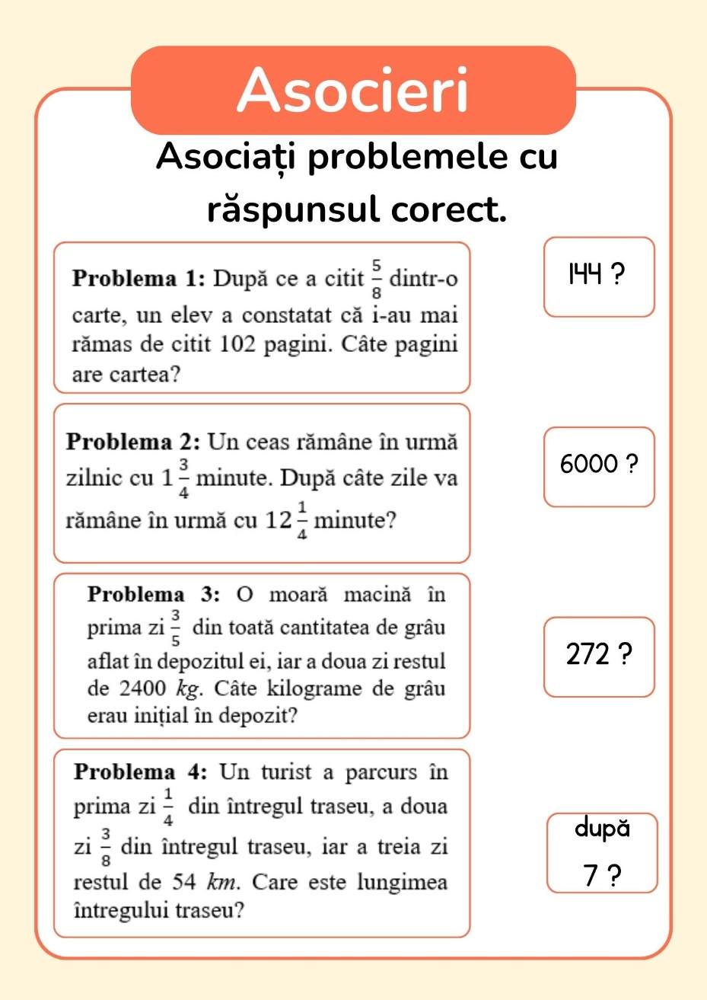 Asocieri
Asociați problemele cu
răspunsul corect.
Problema 1: După ce a citit 5/8 dintr-o
carte, un elev a constatat că i-au mai
rămas de citit 102 pagini. Câte pagini
are cartea?
144 ?
Problema 2: Un ceas rămâne în urmă
zilnic cu 1 3/4 minute. După câte zile va
rămâne în urmă cu 12 1/4 minute?
6000 ?
Problema 3: O moară macină în
prima zi 3/5 din toată cantitatea de grâu
aflat în depozitul ei, iar a doua zi restul
de 2400 kg. Câte kilograme de grâu
erau inițial în depozit?
272 ?
Problema 4: Un turist a parcurs în
prima zi 1/4 din întregul traseu, a doua
zi 3/8 din întregul traseu, iar a treia zi
restul de 54 km. Care este lungimea
întregului traseu?
după
7 ?